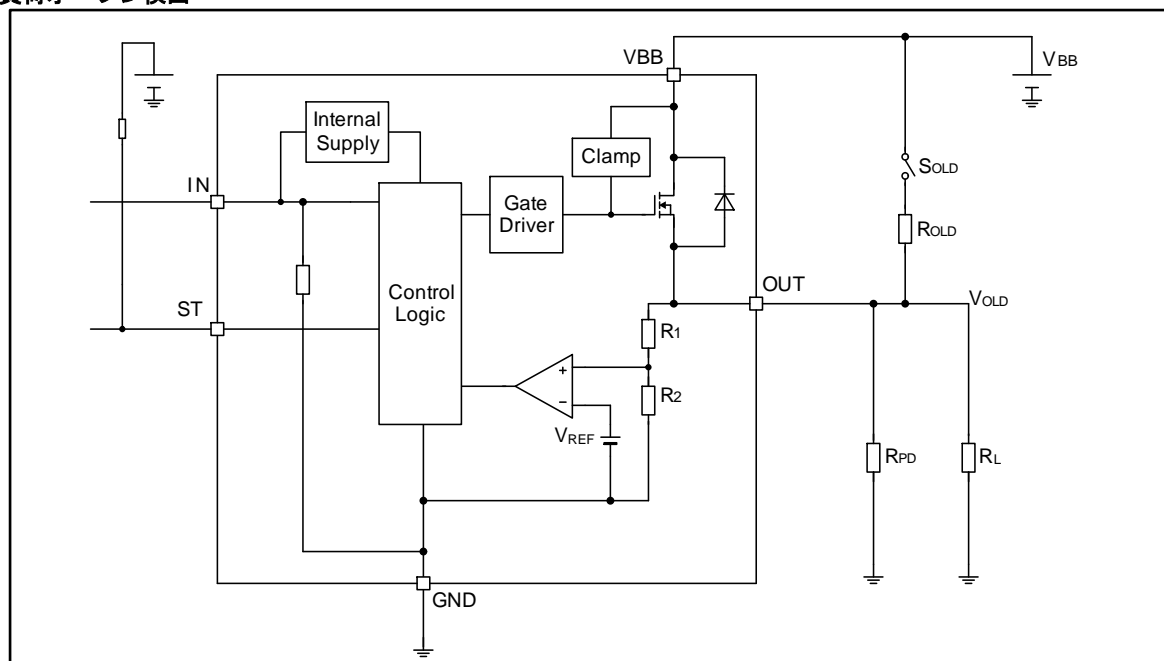 VBB
VBB
Internal
Supply
Clamp
SOLD
IN
Gate
Driver
ROLD
Control
Logic
OUT
VOLD
ST
R1
+
R2
−
VREF
RPD
RL
GND